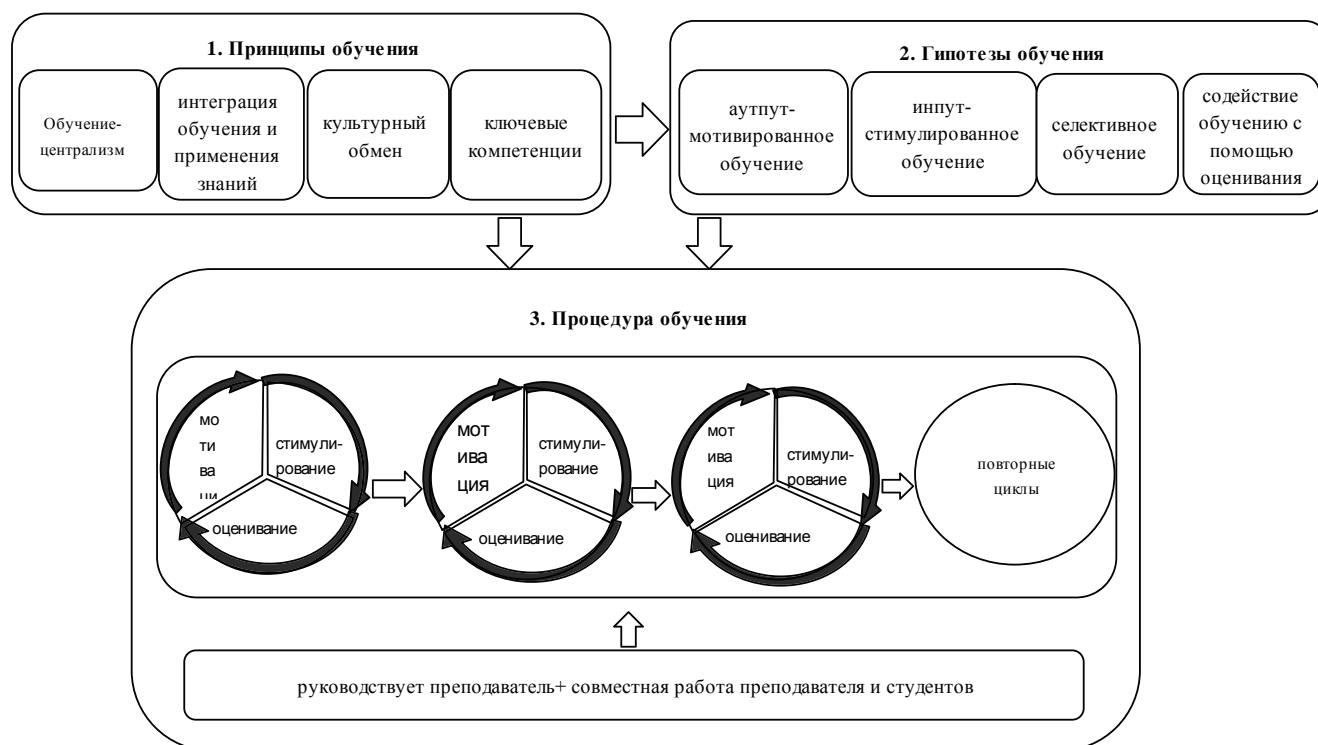 1. Принципы обучения
Обучение-
централизм
интеграция
обучения и
применения
знаний
культурный
обмен
ключевые
компетенции
2. Гипотезы обучения
аутпут-
мотивированное
обучение
инпут-
стимулированное
обучение
селективное
обучение
содействие
обучению с
помощью
оценивания
3. Процедура обучения
мо
ти
ва
ци
стимули-
рование
оценивание
мот
ива
ция
стимули-
рование
оценивание
мот
ива
ция
стимули-
рование
оценивание
повторные
циклы
руководствует преподаватель+ совместная работа преподавателя и студентов